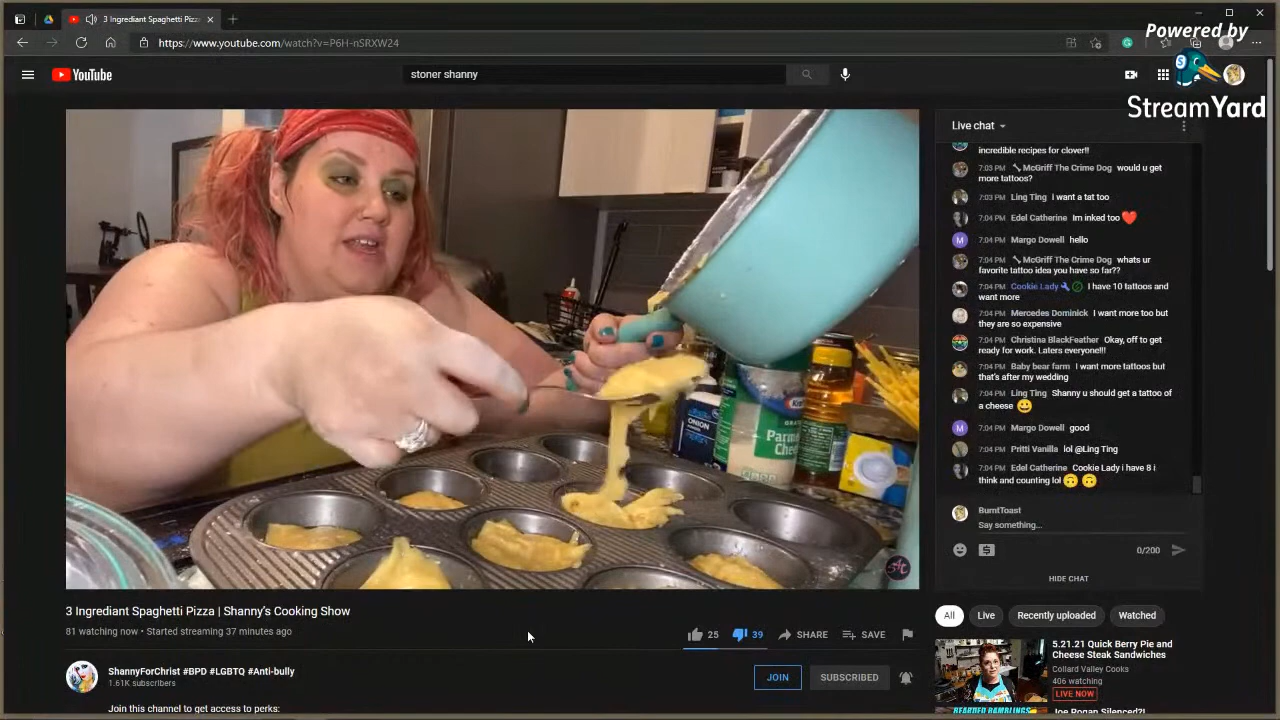 3 Ingrediant Spaghetti Pizz
https://www.youtube.com/watch?v=P6H-nSRXW24
Powered by
StreamYard
YouTube
stoner shanny
ONION
Parm
Chee
Live chat
incredible recipes for clover!!
7:03 PM McGriff The Crime Dog would u get
more tattoos?
7:03 PM Ling Ting I want a tat too
7:04 PM Edel Catherine Im inked too ❤️
M
7:04 PM Margo Dowell hello
7:04 PM McGriff The Crime Dog whats ur
favorite tattoo idea you have so far??
7:04 PM Cookie Lady I have 10 tattoos and
want more
7:04 PM Mercedes Dominick I want more too but
they are so expensive
7:04 PM Christina BlackFeather Okay, off to get
ready for work. Laters everyone!!!
7:04 PM Baby bear farm I want more tattoos but
that's after my wedding
7:04 PM Ling Ting Shanny u should get a tattoo of
a cheese 😀
M
7:04 PM Margo Dowell good
7:04 PM Pritti Vanilla lol @Ling Ting
7:04 PM Edel Catherine Cookie Lady i have 8 i
think and counting lol 🙃 🙃
BurntToast
Say something...
0/200
HIDE CHAT
3 Ingrediant Spaghetti Pizza | Shanny's Cooking Show
81 watching now • Started streaming 37 minutes ago
25
39
SHARE
SAVE
ShannyForChrist #BPD #LGBTQ #Anti-bully
1.61K subscribers
JOIN
SUBSCRIBED
Join this channel to get access to perks:
All
Live
Recently uploaded
Watched
5.21.21 Quick Berry Pie and
Cheese Steak Sandwiches
Collard Valley Cooks
406 watching
LIVE NOW
BEARDED RAMBLINGS
Joe Rogan Silenced?!